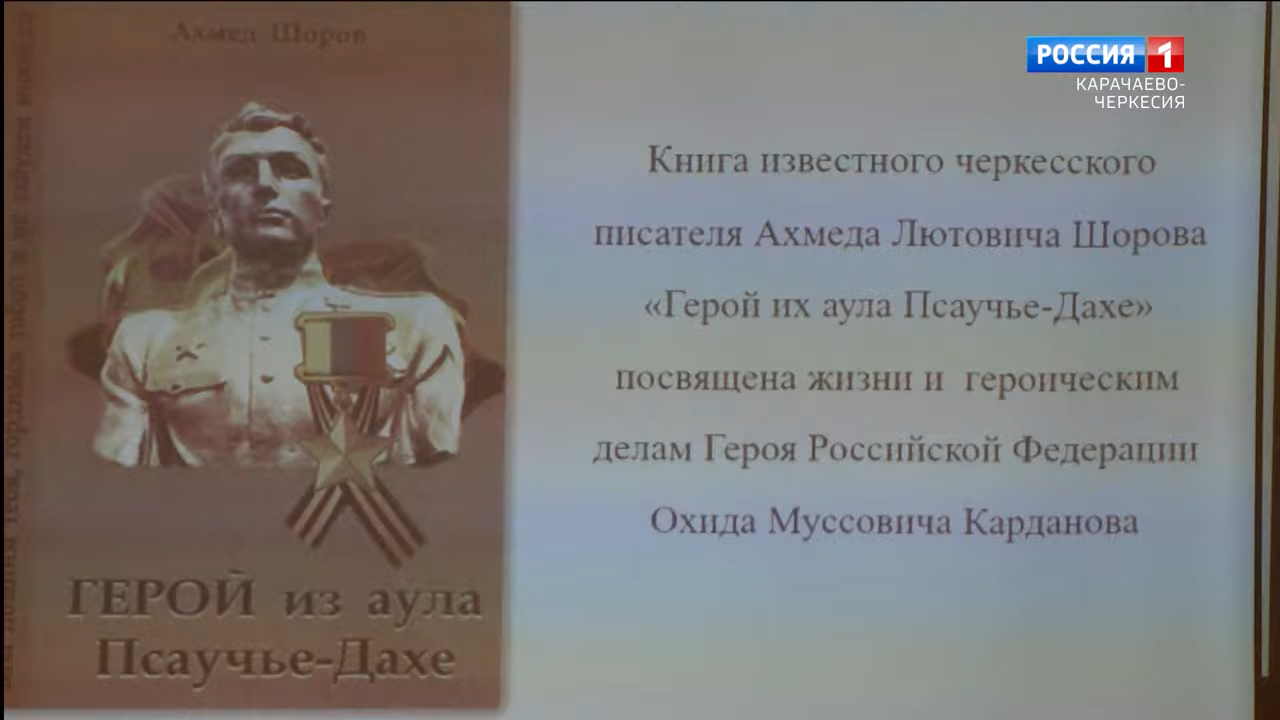 Ахмед Шоров
ГЕРОЙ из аула
Псаучье-Дахе
РОССИЯ 1
КАРАЧАЕВО-
ЧЕРКЕСИЯ
Книга известного черкесского
писателя Ахмеда Лютовича Шорова
«Герой их аула Псаучье-Дахе»
посвящена жизни и героическим
делам Героя Российской Федерации
Охида Муссовича Карданова